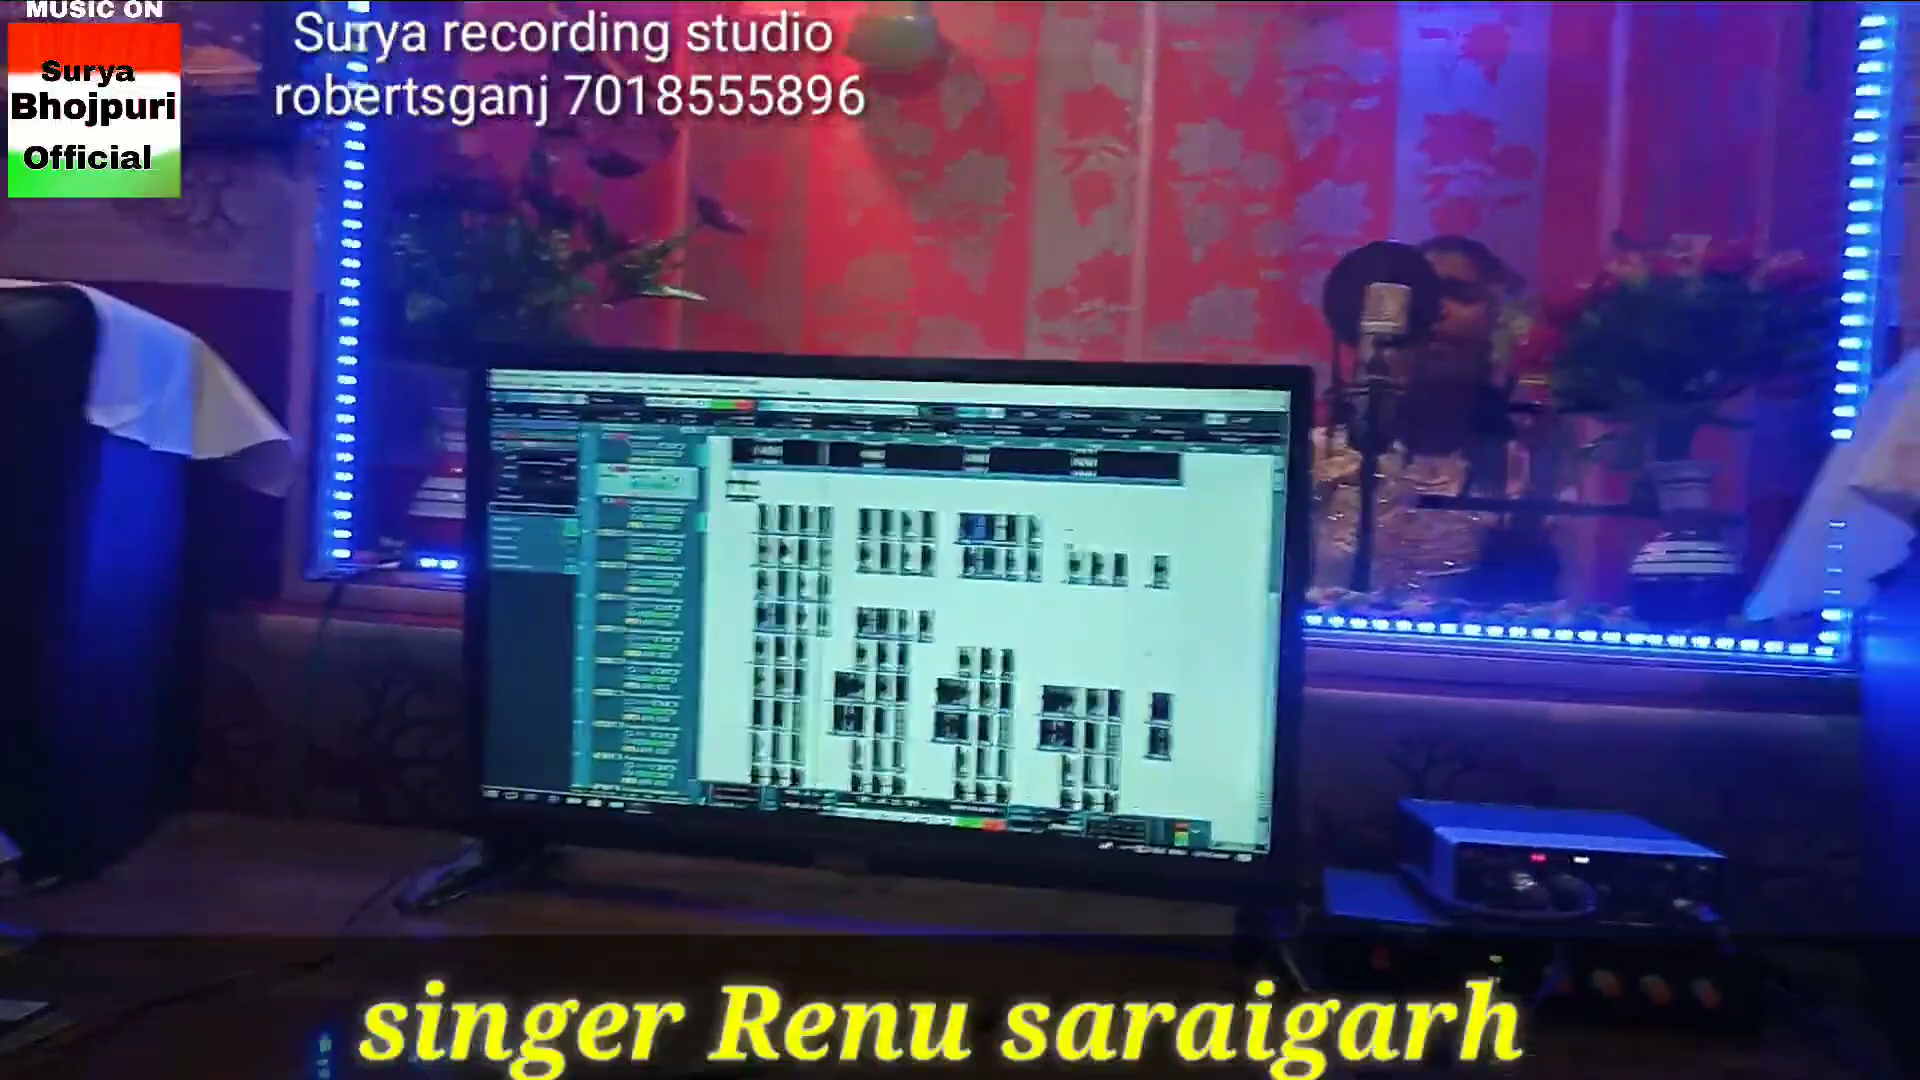 MUSIC ON
Surya
Bhojpuri
Official
Surya recording studio
robertsganj 7018555896
singer Renu saraigarh